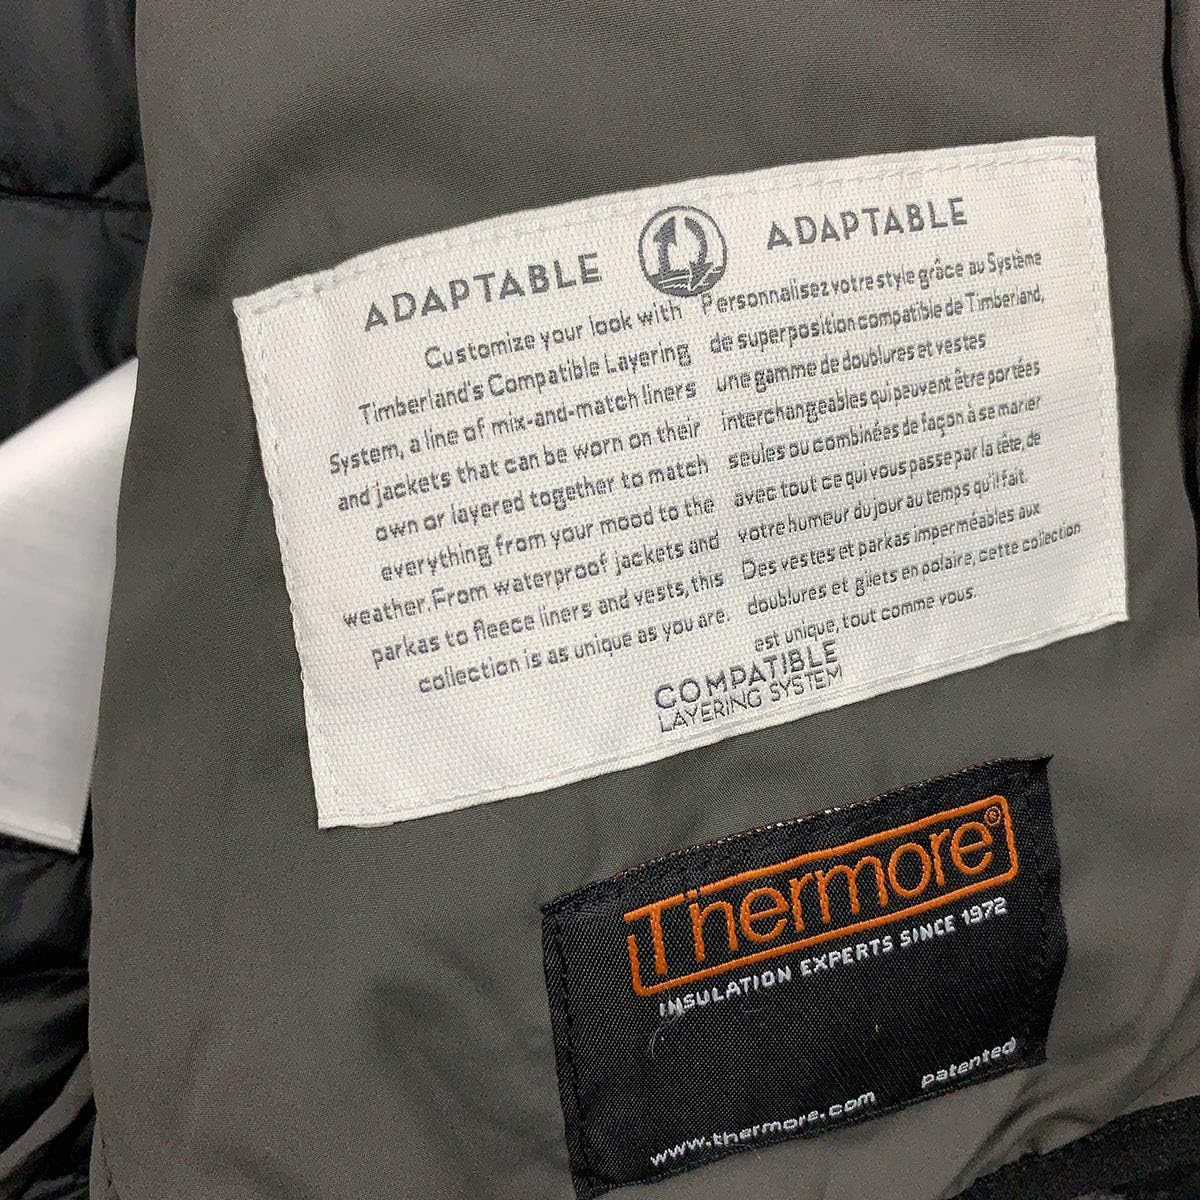 ADAPTABLE
Customize your look with
Timberland's Compatible Layering
System, a line of mix-and-match liners
and jackets that can be worn on their
own or layered together to match
everything from your mood to the
weather. From waterproof jackets and
parkas to fleece liners and vests, this
collection is as unique as you are.
ADAPTABLE
Personnalisez votre style grâce au Système
de superposition compatible de Timberland,
une gamme de doublures et vestes
interchangeables qui peuvent être portées
seules ou combinées de façon à se marier
avec tout ce qui vous passe par la tête, de
votre humeur du jour au temps qu'il fait.
Des vestes et parkas imperméables aux
doublures et gilets en polaire, cette collection
est unique, tout comme vous.
COMPATIBLE
LAYERING SYSTEM
Thermore®
INSULATION EXPERTS SINCE 1972
www.thermore.com patented